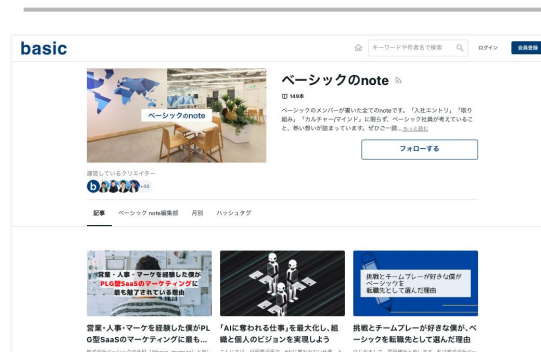 basic
キーワードや作者名で検索
ログイン
会員登録
ベーシックのnote
ベーシックのnote
149本
ベーシックのメンバーが書いた全てのnoteです。「人社エントリ」「取り
組み」「カルチャー/マインド」に限らず、ベーシック社員が考えているこ
と、熱い想いが詰まっています。ぜひご一読…もっと読む
フォローする
運営しているクリエイター
b
記事
ベーシック note編集部
月別
ハッシュタグ
営業・人事・マーケを経験した僕が
PLG型SaaSのマーケティングに
最も魅了されている理由
挑戦とチームプレーが好きな僕が
ベーシックを
転職先として選んだ理由
営業・人事・マーケを経験した僕がPL
G型SaaSのマーケティングに最も...
「AIに奪われる仕事」を最大化し、組
織と個人のビジョンを実現しよう
挑戦とチームプレーが好きな僕が、ベ
ーシックを転職先として選んだ理由